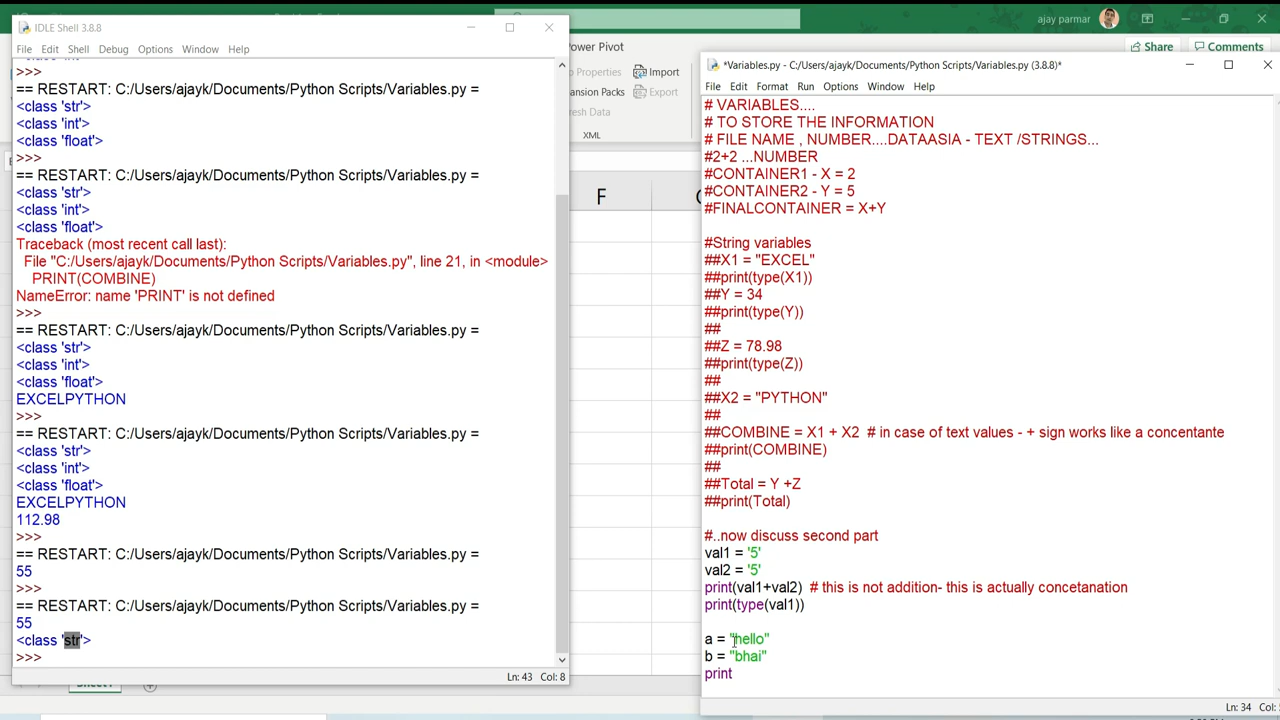 ajay parmar
Share
Comments
ower Pivot
Properties
Import
ansion Packs
Export
resh Data
XML
F
IDLE Shell 3.8.8
File Edit Shell Debug Options Window Help
>>>
== RESTART: C:/Users/ajayk/Documents/Python Scripts/Variables.py =
<class 'str'>
<class 'int'>
<class 'float'>
>>>
== RESTART: C:/Users/ajayk/Documents/Python Scripts/Variables.py =
<class 'str'>
<class 'int'>
<class 'float'>
Traceback (most recent call last):
File "C:/Users/ajayk/Documents/Python Scripts/Variables.py", line 21, in <module>
PRINT(COMBINE)
NameError: name 'PRINT' is not defined
>>>
== RESTART: C:/Users/ajayk/Documents/Python Scripts/Variables.py =
<class 'str'>
<class 'int'>
<class 'float'>
EXCELPYTHON
>>>
== RESTART: C:/Users/ajayk/Documents/Python Scripts/Variables.py =
<class 'str'>
<class 'int'>
<class 'float'>
EXCELPYTHON
112.98
>>>
== RESTART: C:/Users/ajayk/Documents/Python Scripts/Variables.py =
55
>>>
== RESTART: C:/Users/ajayk/Documents/Python Scripts/Variables.py =
55
<class 'str'>
>>>
Ln: 43 Col: 8
*Variables.py - C:/Users/ajayk/Documents/Python Scripts/Variables.py (3.8.8)*
File Edit Format Run Options Window Help
# VARIABLES....
# TO STORE THE INFORMATION
# FILE NAME , NUMBER....DATAASIA - TEXT /STRINGS...
#2+2 ...NUMBER
#CONTAINER1 - X = 2
#CONTAINER2 - Y = 5
#FINALCONTAINER = X+Y
#String variables
##X1 = "EXCEL"
##print(type(X1))
##Y = 34
##print(type(Y))
##
##Z = 78.98
##print(type(Z))
##
##X2 = "PYTHON"
##
##COMBINE = X1 + X2 # in case of text values - + sign works like a concentante
##print(COMBINE)
##
##Total = Y +Z
##print(Total)
#..now discuss second part
val1 = '5'
val2 = '5'
print(val1+val2) # this is not addition- this is actually concetanation
print(type(val1))
a = "hello"
b = "bhai"
print
Ln: 34 Col: